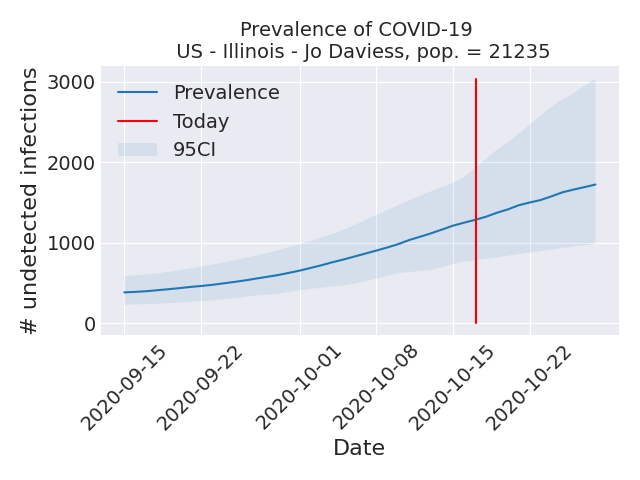 Prevalence of COVID-19
US - Illinois - Jo Daviess, pop. = 21235
# undetected infections
3000
2000
1000
0
Prevalence
Today
95CI
2020-09-15
2020-09-22
2020-10-01
2020-10-08
2020-10-15
2020-10-22
Date